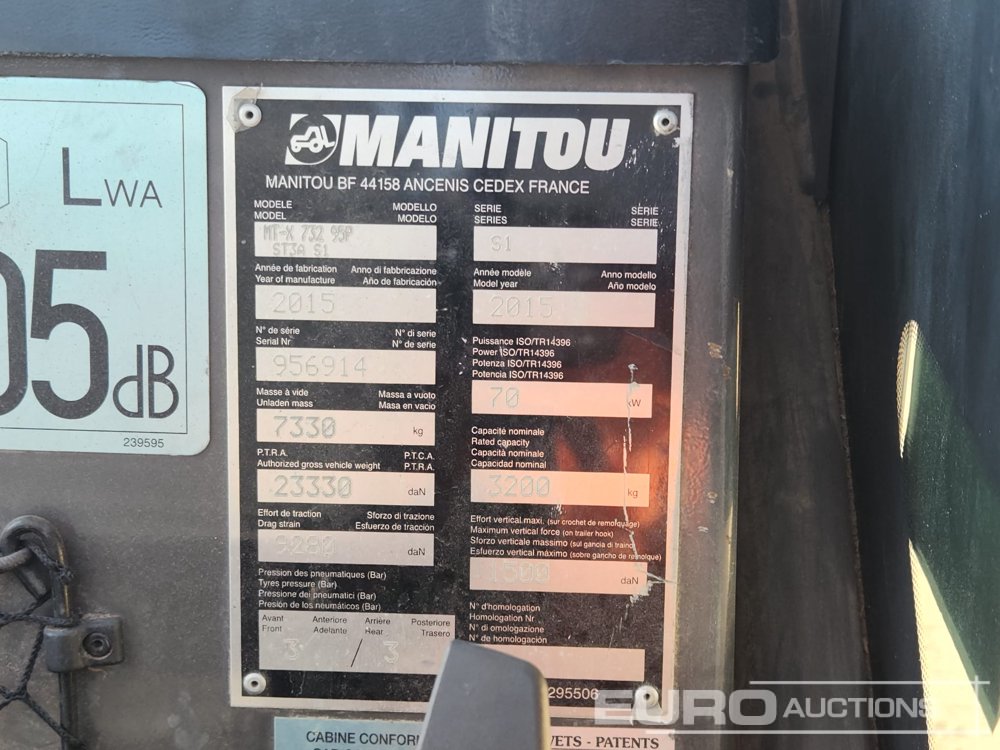 LWA
05 dB
239595
MANITOU
MANITOU BF 44158 ANCENIS CEDEX FRANCE
MODELE MODELLO
MODEL MODELO
MT-X 732 95P
ST3A S1
SERIE SERIE
SERIES SERIE
S1
Année de fabrication Anno di fabbricazione
Year of manufacture Año de fabricación
2015
Année modèle Anno modello
Model year Año modelo
2015
N° de série N° di serie
Serial Nr N° de serie
956914
Puissance ISO/TR14396
Power ISO/TR14396
Potenza ISO/TR14396
Potencia ISO/TR14396
70 kW
Masse à vide Massa a vuoto
Unladen mass Masa en vacio
7330 kg
Capacité nominale
Rated capacity
Capacità nominale
Capacidad nominal
3200 kg
P.T.R.A. P.T.C.A.
Authorized gross vehicle weight P.T.R.A.
23330 daN
Effort de traction Sforzo di trazione
Drag strain Esfuerzo de tracción
9280 daN
Effort vertical maxi. (sur crochet de remorquage)
Maximum vertical force (on trailer hook)
Sforzo verticale massimo (sul gancia di traino)
Esfuerzo vertical máximo (sobre gancho de remolque)
1500 daN
Pression des pneumatiques (Bar)
Tyres pressure (Bar)
Pressione dei pneumatici (Bar)
Presión de los neumáticos (Bar)
Avant Anteriore Arriere Posteriore
Front Adelante Rear Trasero
3 / 3
N° d'homologation
Homologation Nr
N° di omologazione
N° de homologación
295506
CABINE CONFOR
VETS - PATENTS
EURO AUCTIONS